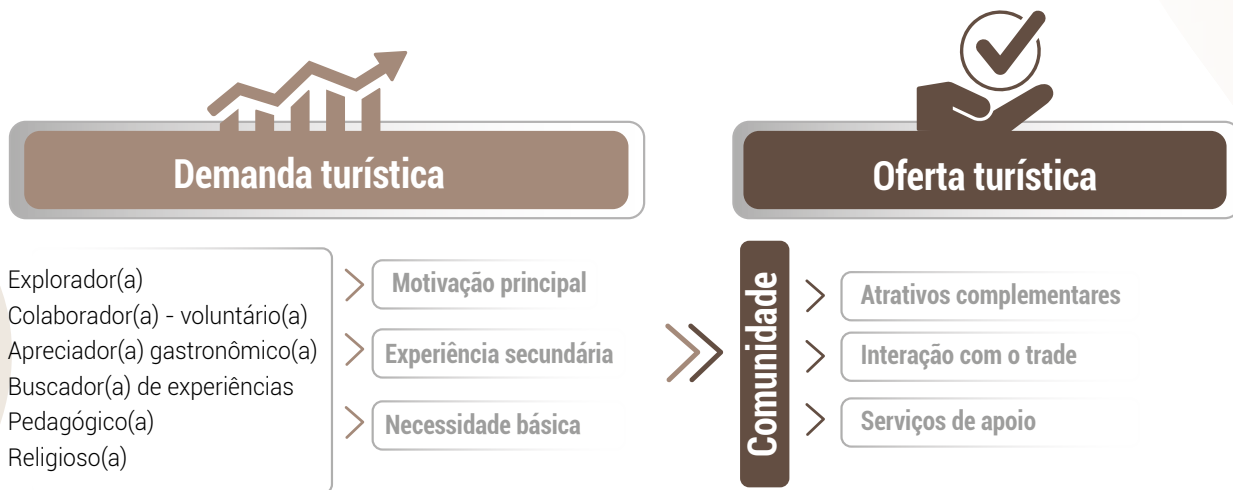 Demanda turística
Oferta turística
Explorador(a)
Colaborador(a) - voluntário(a)
Apreciador(a) gastronômico(a)
Buscador(a) de experiências
Pedagógico(a)
Religioso(a)
Motivação principal
Experiência secundária
Necessidade básica
Comunidade
Atrativos complementares
Interação com o trade
Serviços de apoio